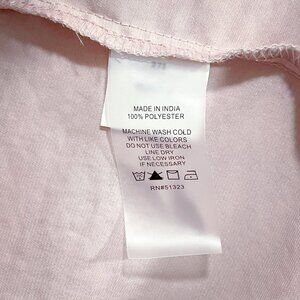 MADE IN INDIA
100% POLYESTER
MACHINE WASH COLD
WITH LIKE COLORS
DO NOT USE BLEACH
LINE DRY
USE LOW IRON
IF NECESSARY
RN#51323